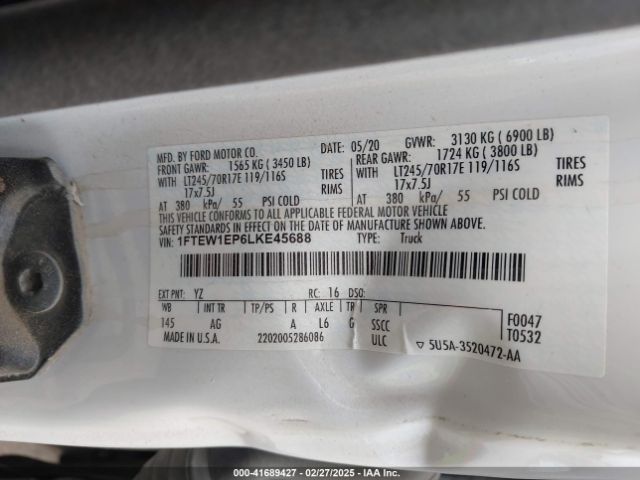 MFD. BY FORD MOTOR CO.
DATE: 05/20 GVWR: 3130 KG ( 6900 LB)
FRONT GAWR: 1565 KG ( 3450 LB) REAR GAWR: 1724 KG ( 3800 LB)
WITH LT245/70R17E 119/116S TIRES WITH LT245/70R17E 119/116S TIRES
17x7.5J RIMS 17x7.5J RIMS
AT 380 kPa/ 55 PSI COLD AT 380 kPa/ 55 PSI COLD
THIS VEHICLE CONFORMS TO ALL APPLICABLE FEDERAL MOTOR VEHICLE
SAFETY STANDARDS IN EFFECT ON THE DATE OF MANUFACTURE SHOWN ABOVE.
VIN: 1FTEW1EP6LKE45688 TYPE: Truck
EXT PNT: YZ RC: 16 DSO:
WB INT TR TP/PS R AXLE TR SPR
145 AG A L6 G SSCC F0047
MADE IN U.S.A. 2202005286086 ULC ▽ 5U5A-3520472-AA T0532
000-41689427 - 02/27/2025 - IAA Inc.